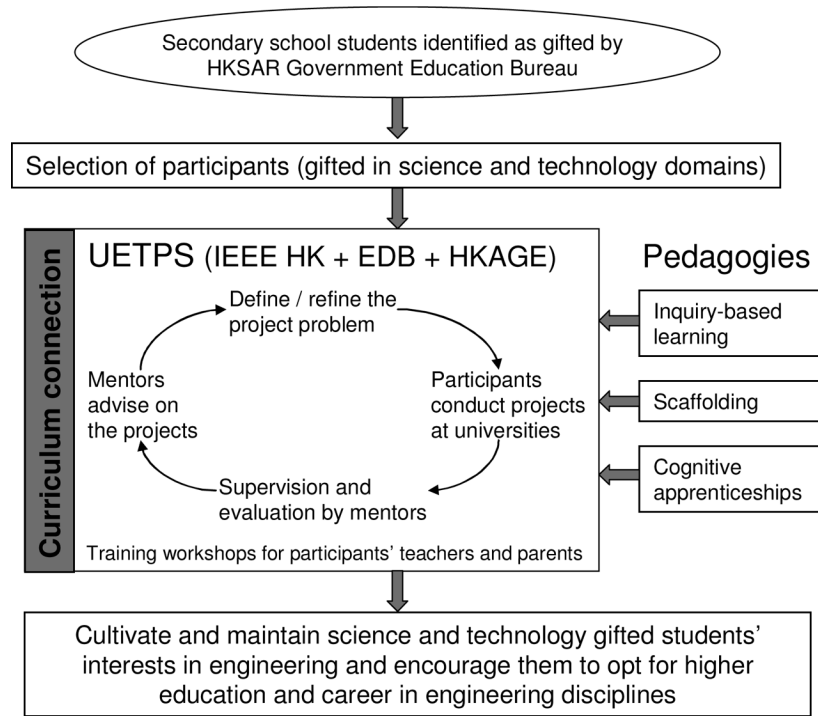 Secondary school students identified as gifted by
HKSAR Government Education Bureau
Selection of participants (gifted in science and technology domains)
Curriculum connection
UETPS (IEEE HK + EDB + HKAGE)
Define / refine the
project problem
Participants
conduct projects
at universities
Supervision and
evaluation by mentors
Mentors
advise on
the projects
Training workshops for participants’ teachers and parents
Pedagogies
Inquiry-based
learning
Scaffolding
Cognitive
apprenticeships
Cultivate and maintain science and technology gifted students’
interests in engineering and encourage them to opt for higher
education and career in engineering disciplines